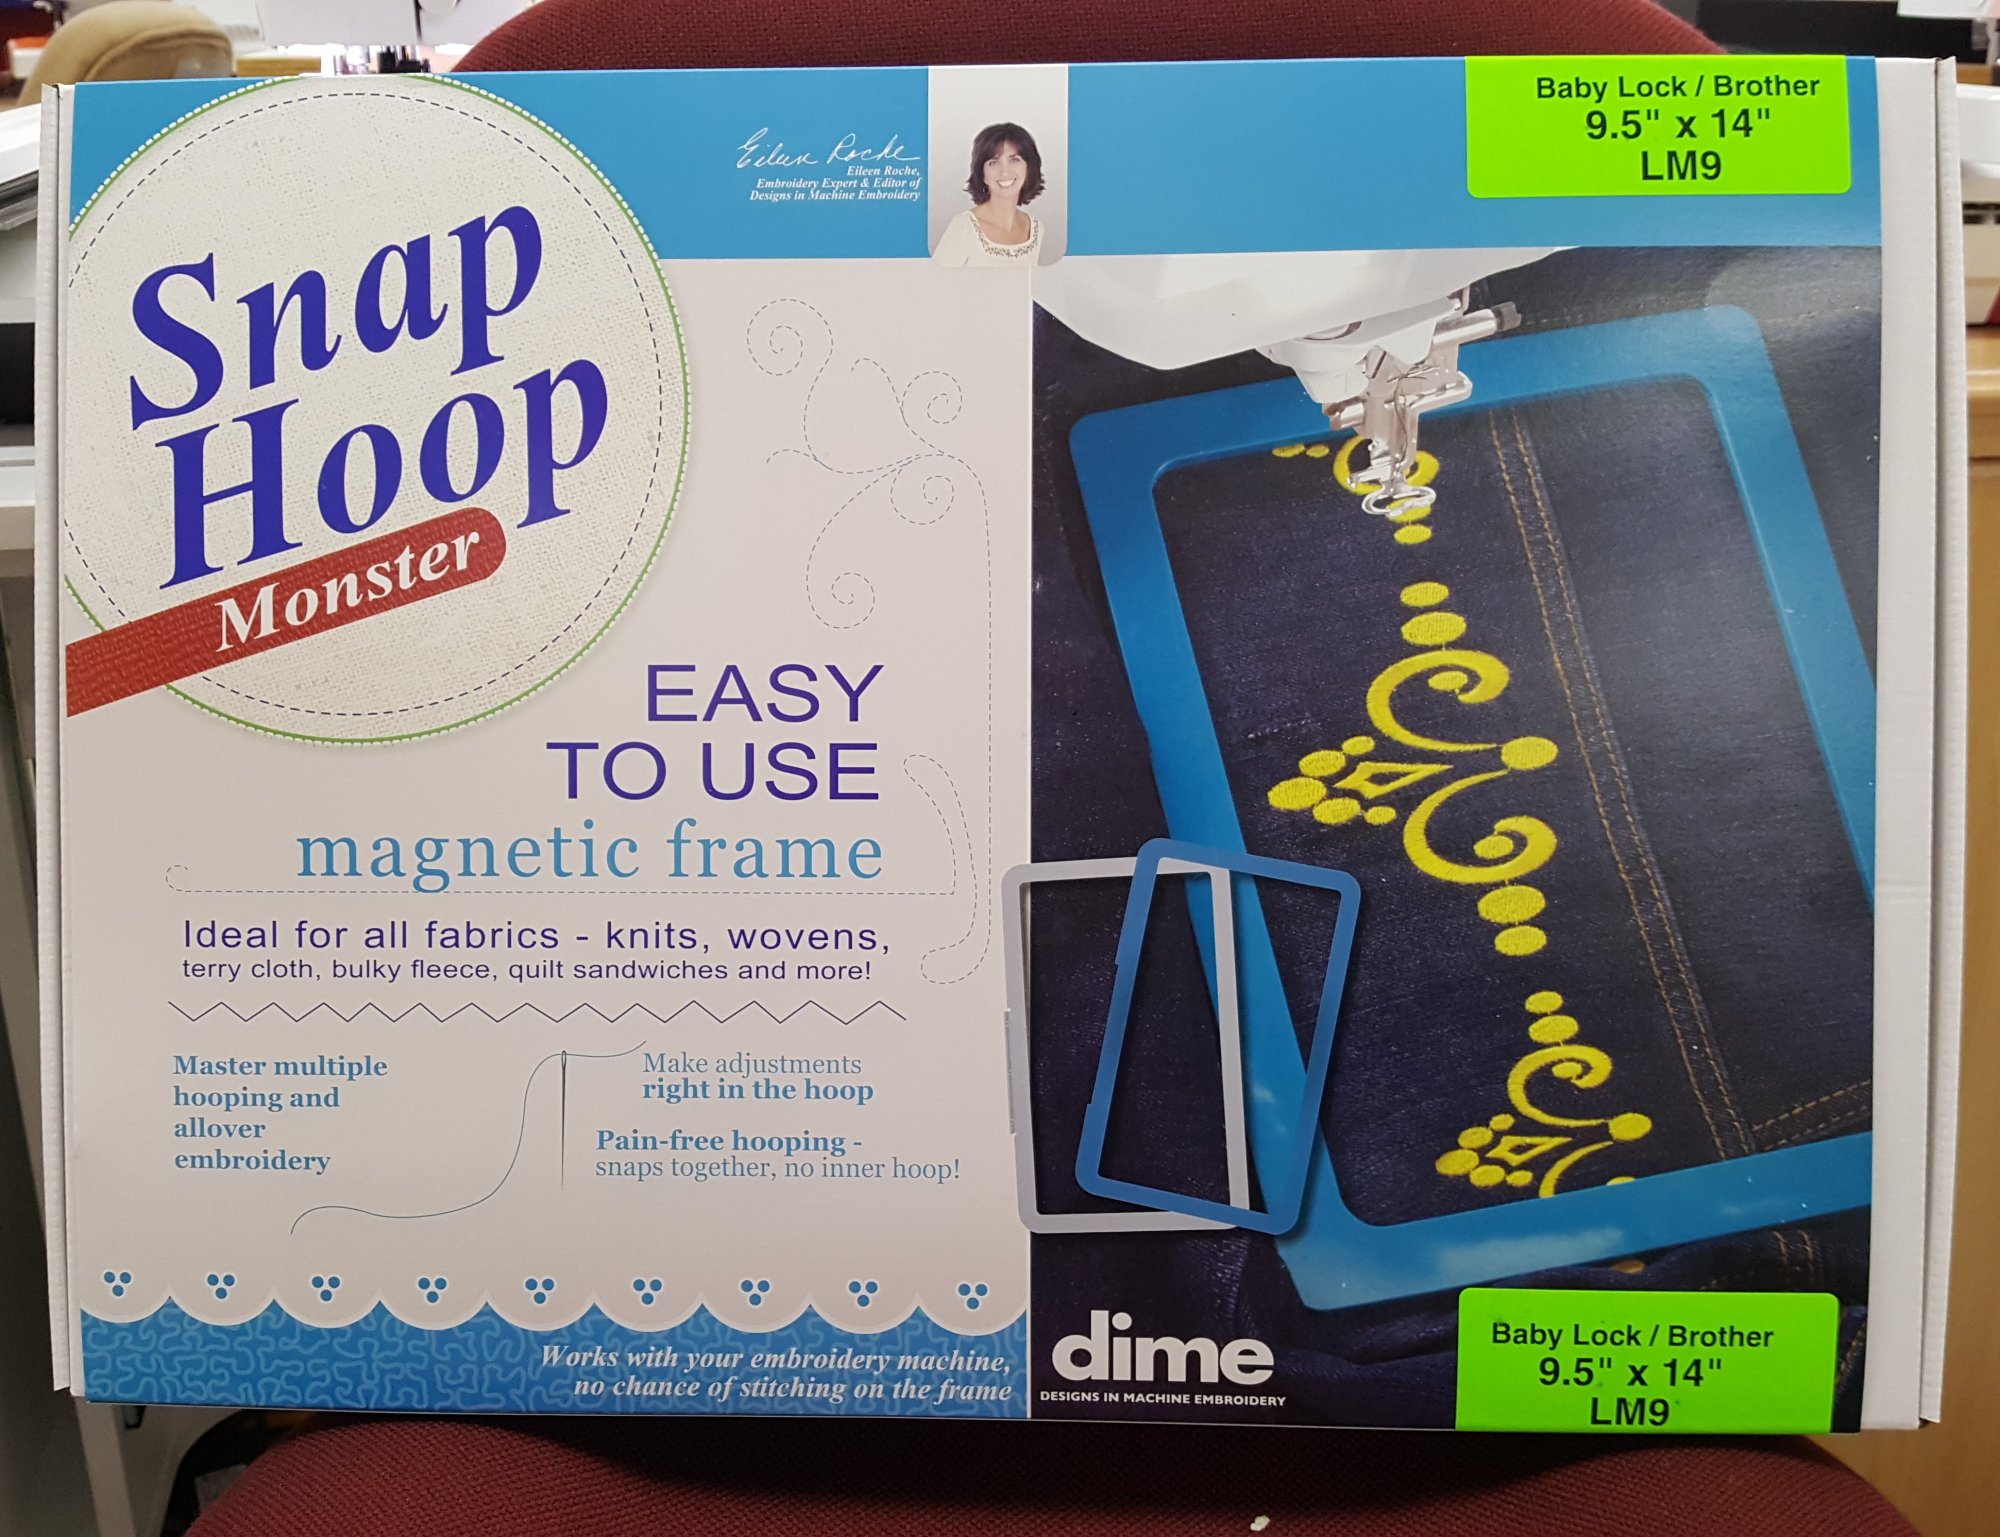 Baby Lock / Brother
9.5" x 14"
LM9
Eileen Roche
Eileen Roche,
Embroidery Expert & Editor of
Designs in Machine Embroidery
Snap
Hoop
Monster
EASY
TO USE
magnetic frame
Ideal for all fabrics - knits, wovens,
terry cloth, bulky fleece, quilt sandwiches and more!
Master multiple
hooping and
allover
embroidery
Make adjustments
right in the hoop
Pain-free hooping -
snaps together, no inner hoop!
Works with your embroidery machine,
no chance of stitching on the frame
dime
DESIGNS IN MACHINE EMBROIDERY
Baby Lock / Brother
9.5" x 14"
LM9